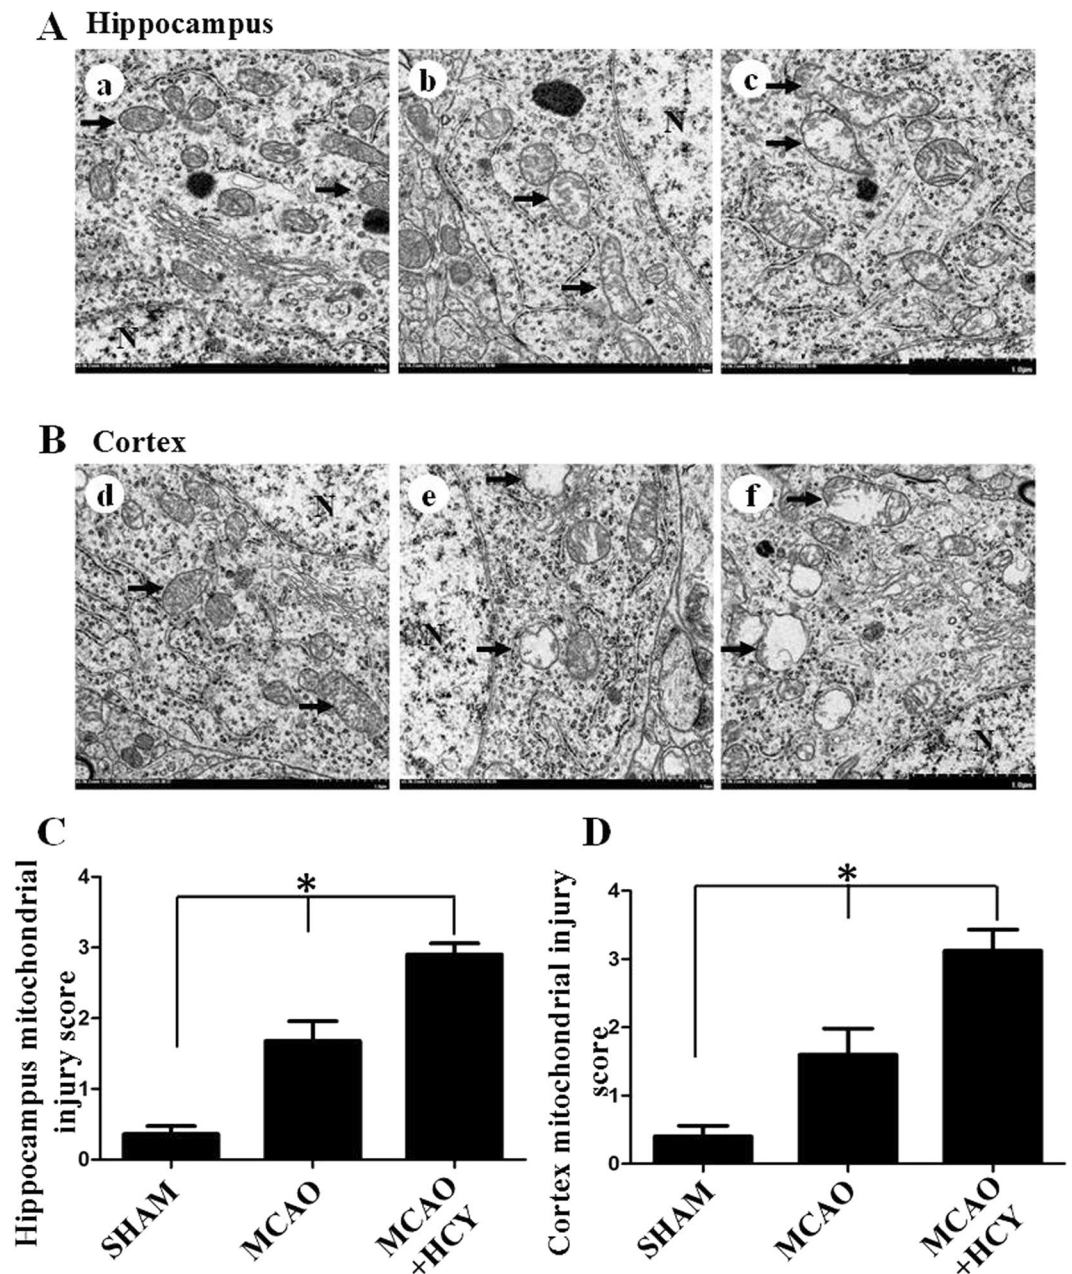 A Hippocampus
a
b
c
N
N
1.0µm
B Cortex
d
e
f
N
N
N
1.0µm
C
D
Hippocampus mitochondrial
injury score
4
3
2
1
0
*
SHAM
MCAO
MCAO
+HCY
Cortex mitochondrial injury
score
4
3
2
1
0
*
SHAM
MCAO
MCAO
+HCY